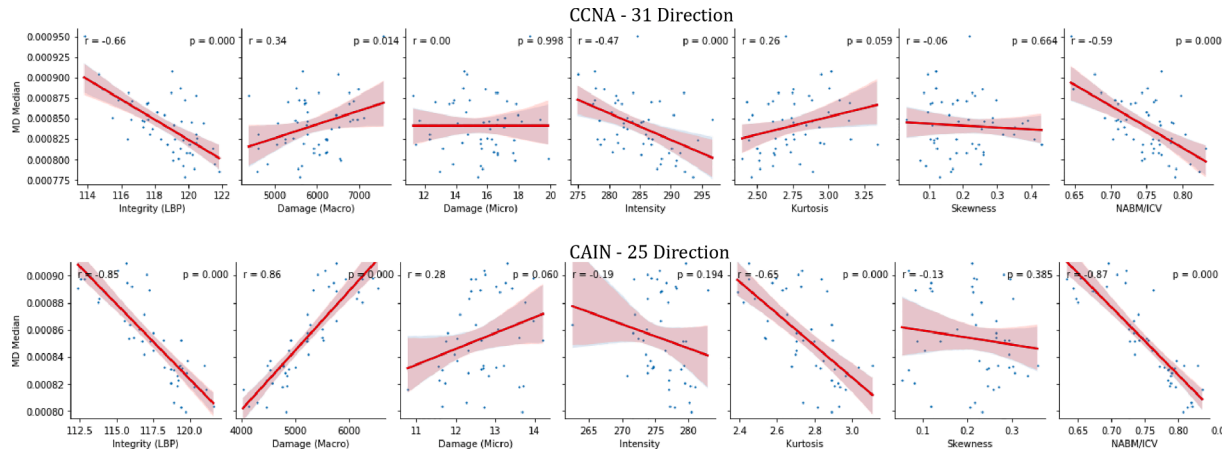 CCNA - 31 Direction
r = -0.66 p = 0.000 r = 0.34 p = 0.014 r = 0.00 p = 0.998 r = -0.47 p = 0.000 r = 0.26 p = 0.059 r = -0.06 p = 0.664 r = -0.59 p = 0.000
MD Median
0.000950
0.000925
0.000900
0.000875
0.000850
0.000825
0.000800
0.000775
114 116 118 120 122 5000 6000 7000 12 14 16 18 20 275 280 285 290 295 2.50 2.75 3.00 3.25 0.1 0.2 0.3 0.4 0.65 0.70 0.75 0.80
Integrity (LBP) Damage (Macro) Damage (Micro) Intensity Kurtosis Skewness NABM/ICV
CAIN - 25 Direction
r = -0.85 p = 0.000 r = 0.86 p = 0.000 r = 0.28 p = 0.060 r = -0.19 p = 0.194 r = -0.65 p = 0.000 r = -0.13 p = 0.385 r = -0.87 p = 0.000
MD Median
0.00090
0.00088
0.00086
0.00084
0.00082
0.00080
112.5 115.0 117.5 120.0 4000 5000 6000 11 12 13 14 265 270 275 280 2.4 2.6 2.8 3.0 0.1 0.2 0.3 0.65 0.70 0.75 0.80 0.0
Integrity (LBP) Damage (Macro) Damage (Micro) Intensity Kurtosis Skewness NABM/ICV